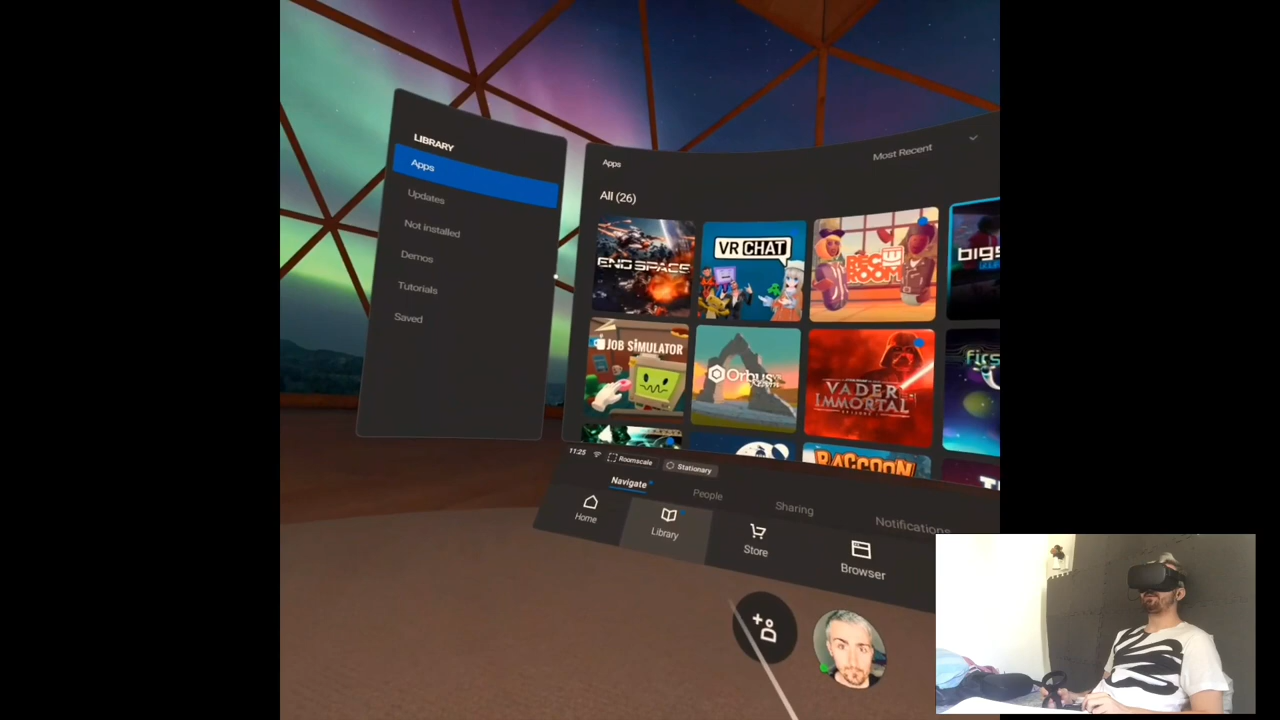 LIBRARY
Apps
Updates
Not installed
Demos
Tutorials
Saved
Apps
Most Recent
All (26)
END SPACE
VR CHAT
REC ROOM
JOB SIMULATOR
Orbus
VADER
IMMORTAL
RACCOON
11:25
Roomscale
Stationary
Navigate
People
Sharing
Notifications
Home
Library
Store
Browser